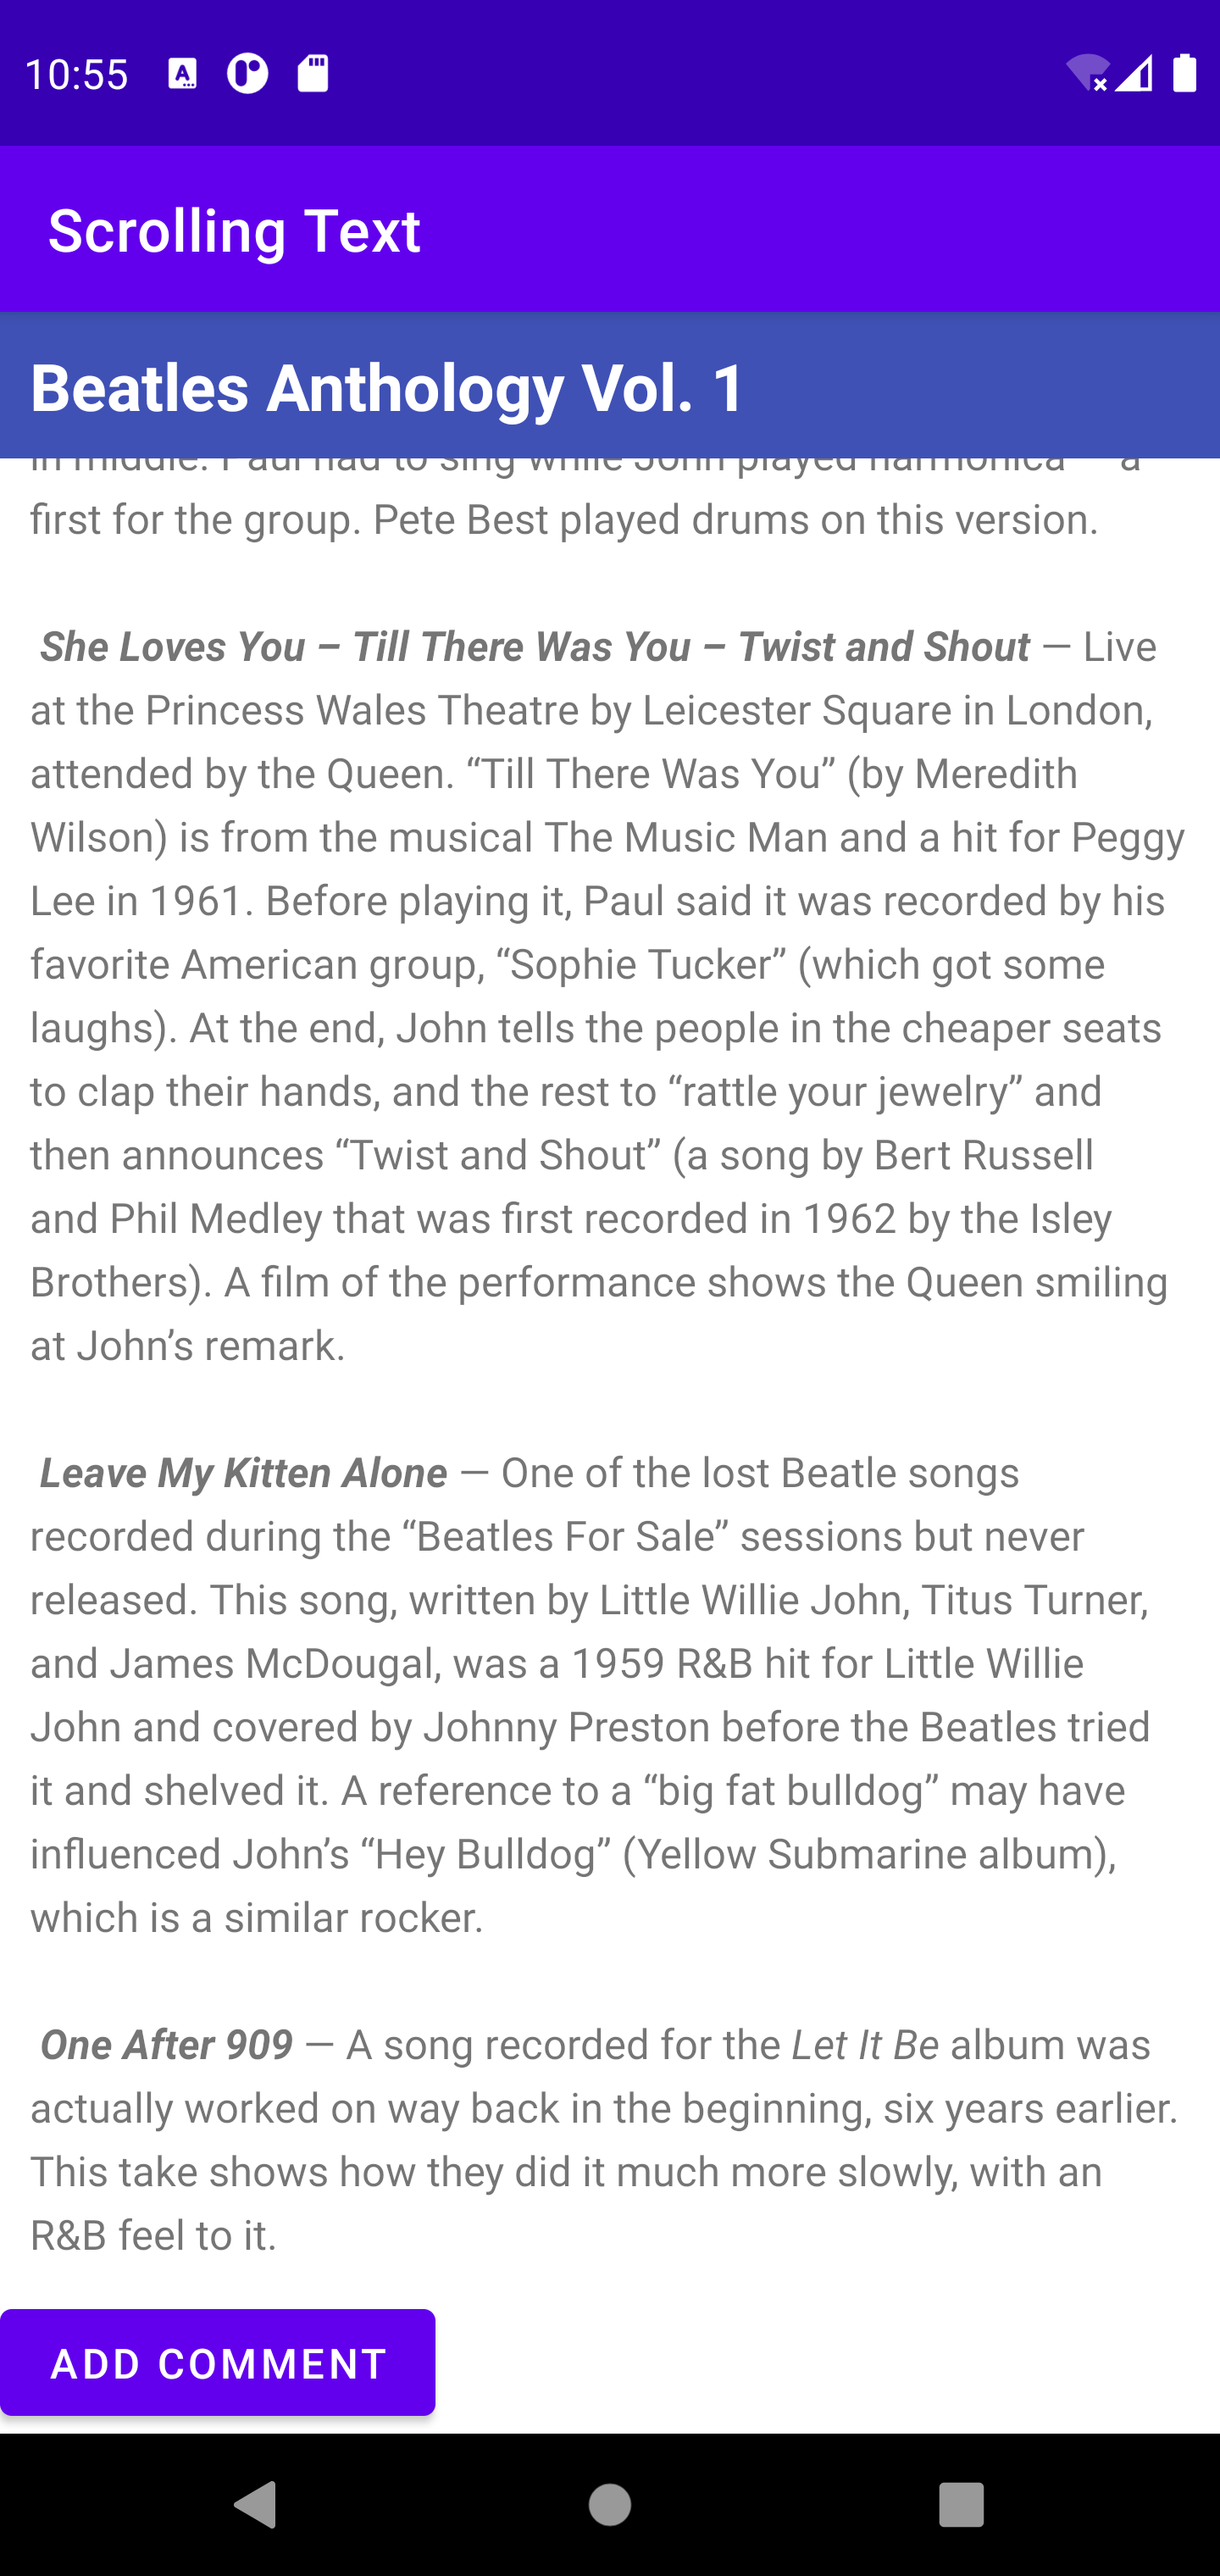 10:55
Scrolling Text
Beatles Anthology Vol. 1
in middle. Paul had to sing while John played harmonica — a
first for the group. Pete Best played drums on this version.
She Loves You – Till There Was You – Twist and Shout — Live
at the Princess Wales Theatre by Leicester Square in London,
attended by the Queen. “Till There Was You” (by Meredith
Wilson) is from the musical The Music Man and a hit for Peggy
Lee in 1961. Before playing it, Paul said it was recorded by his
favorite American group, “Sophie Tucker” (which got some
laughs). At the end, John tells the people in the cheaper seats
to clap their hands, and the rest to “rattle your jewelry” and
then announces “Twist and Shout” (a song by Bert Russell
and Phil Medley that was first recorded in 1962 by the Isley
Brothers). A film of the performance shows the Queen smiling
at John’s remark.
Leave My Kitten Alone — One of the lost Beatle songs
recorded during the “Beatles For Sale” sessions but never
released. This song, written by Little Willie John, Titus Turner,
and James McDougal, was a 1959 R&B hit for Little Willie
John and covered by Johnny Preston before the Beatles tried
it and shelved it. A reference to a “big fat bulldog” may have
influenced John’s “Hey Bulldog” (Yellow Submarine album),
which is a similar rocker.
One After 909 — A song recorded for the Let It Be album was
actually worked on way back in the beginning, six years earlier.
This take shows how they did it much more slowly, with an
R&B feel to it.
ADD COMMENT